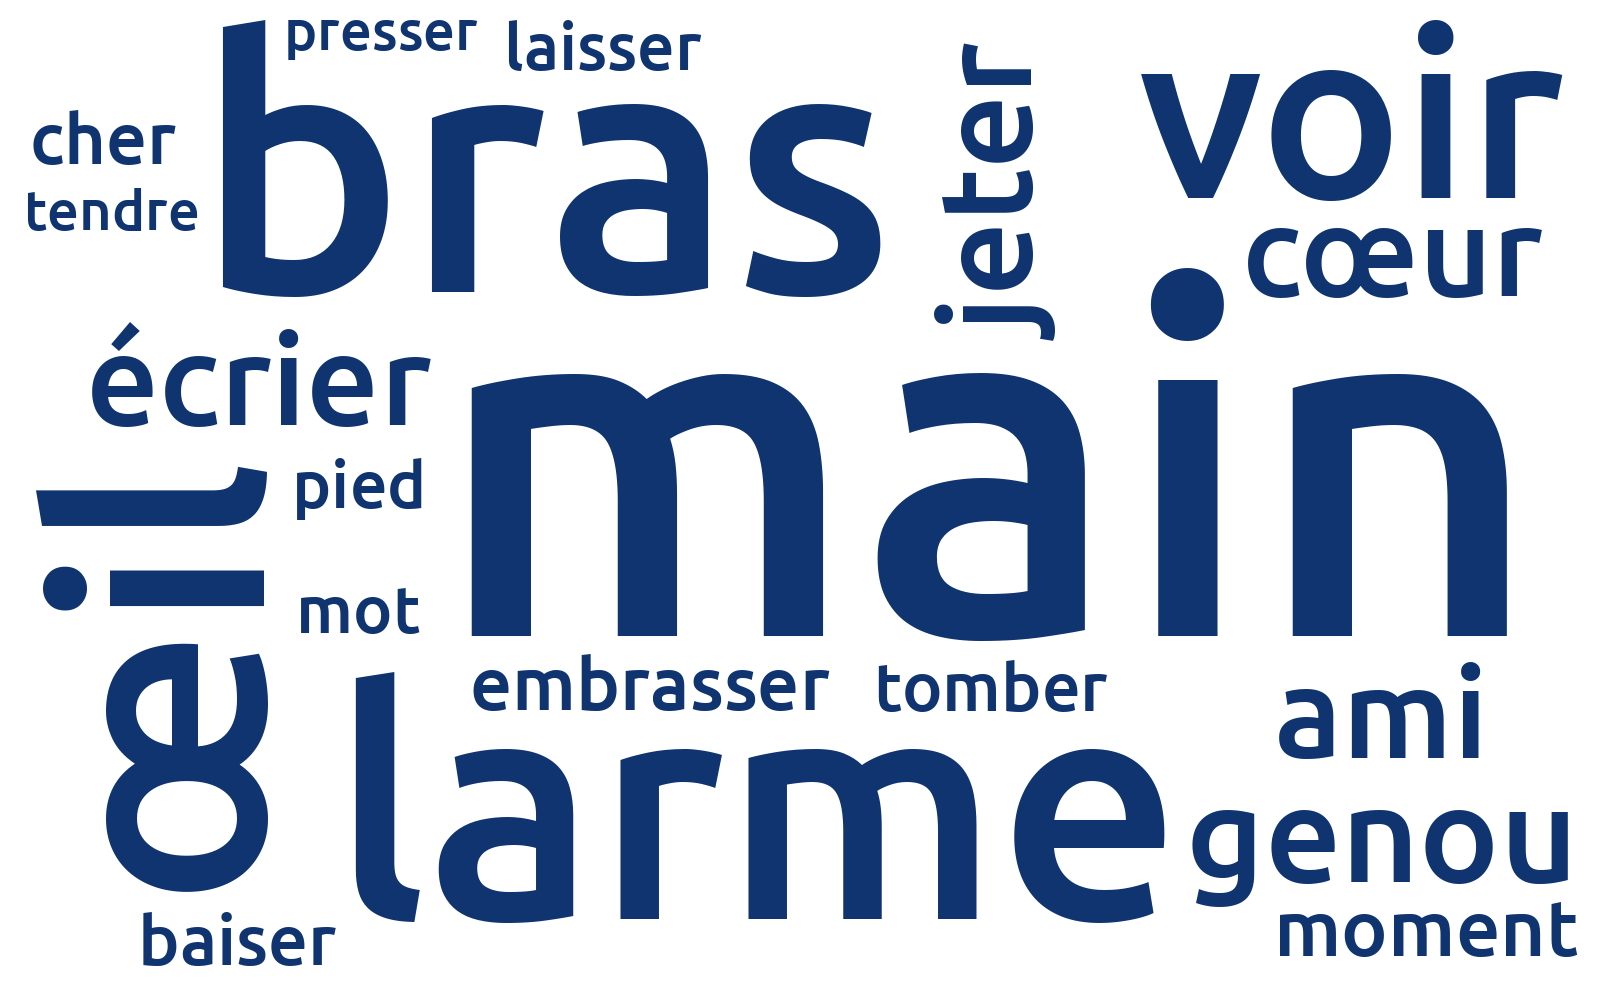 presser
laisser
bras
cher
tendre
jeter
voir
cœur
écrier
main
œil
pied
mot
embrasser
tomber
larme
ami
genou
baiser
moment